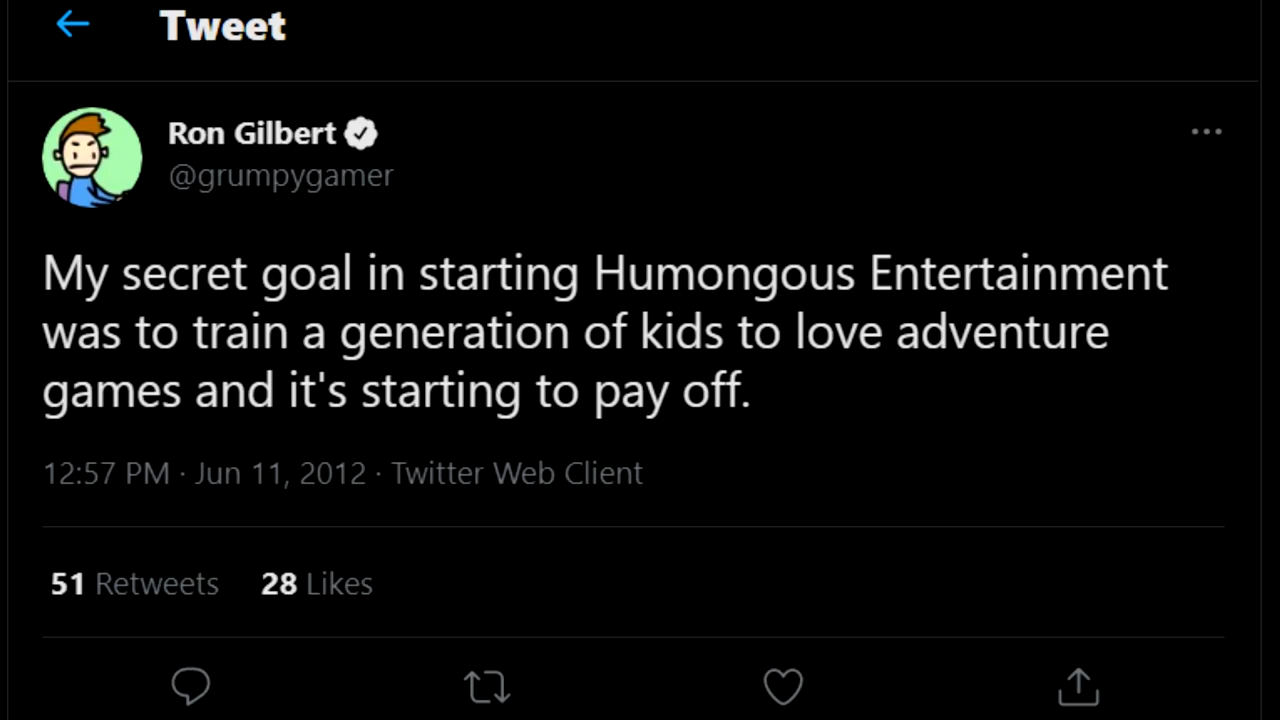 Tweet
Ron Gilbert
@grumpygamer
My secret goal in starting Humongous Entertainment
was to train a generation of kids to love adventure
games and it's starting to pay off.
12:57 PM · Jun 11, 2012 · Twitter Web Client
51 Retweets 28 Likes